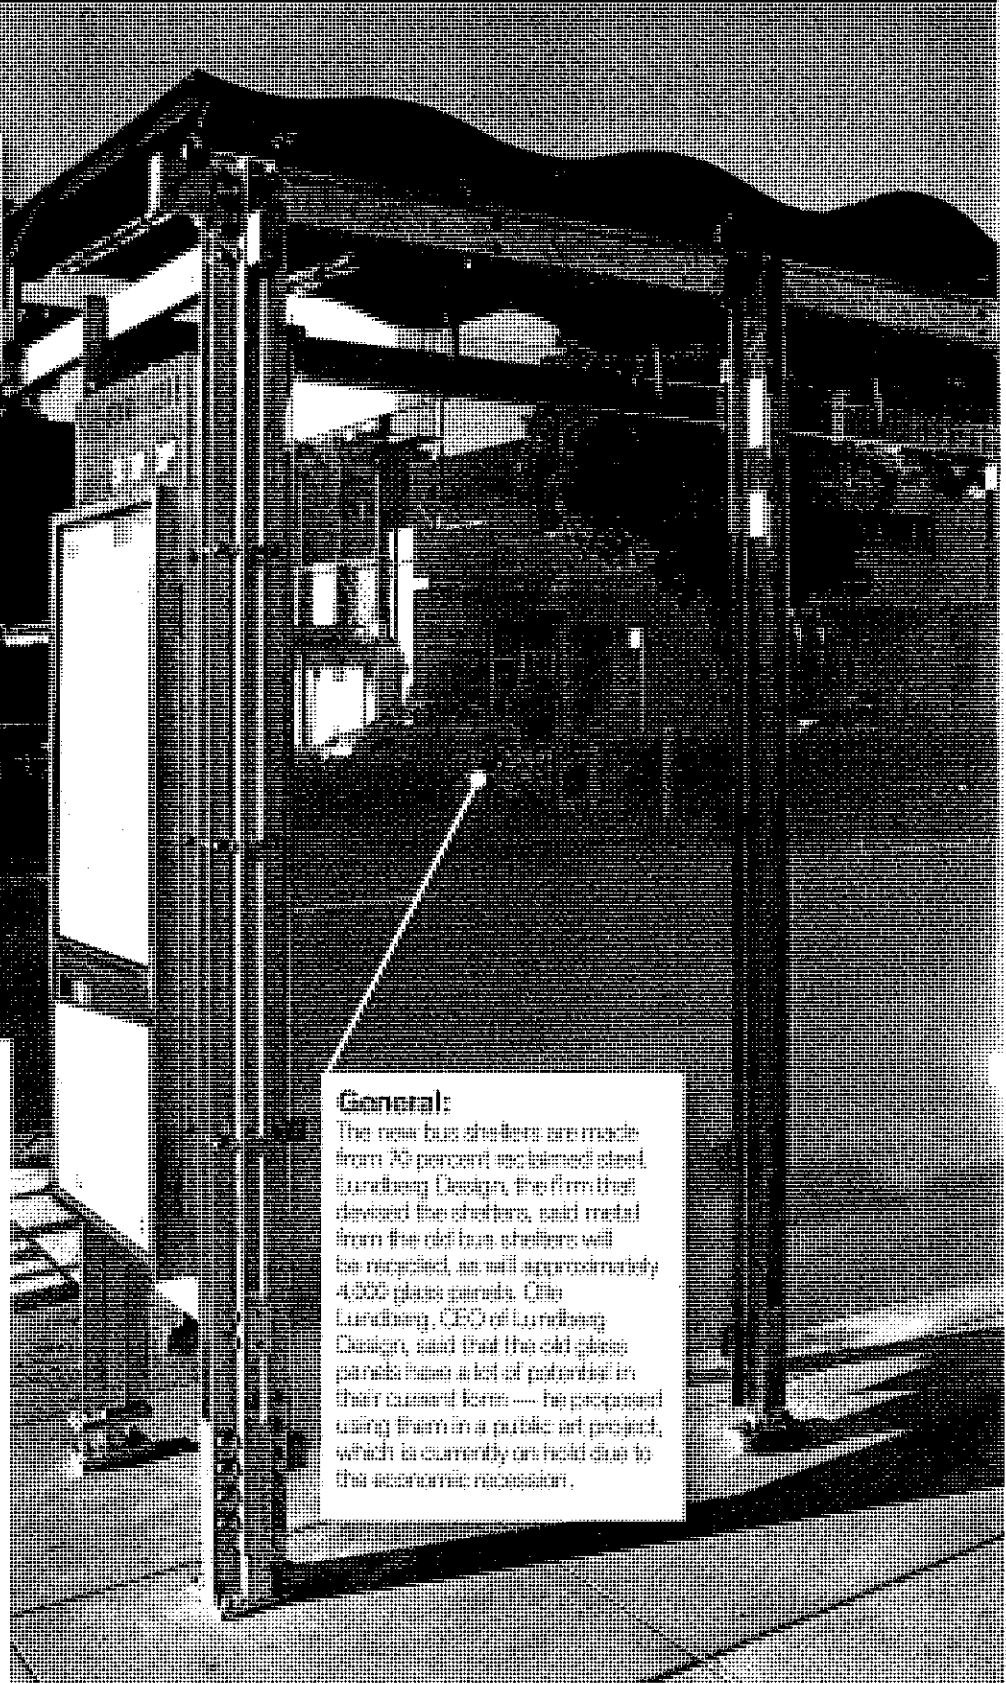 General:
The new bus shelters are made
from percent reclaimed steel.
Lundberg Design, the firm that
devised the shelters, said metal
from the old bus shelters will
be recycled, as will approximately
glass panels. Olle
Lundberg, CEO of Lundberg
Design, said that the old glass
panels have a lot of potential in
their current form — he proposed
using them in a public art project,
which is currently on hold due to
the economic recession.